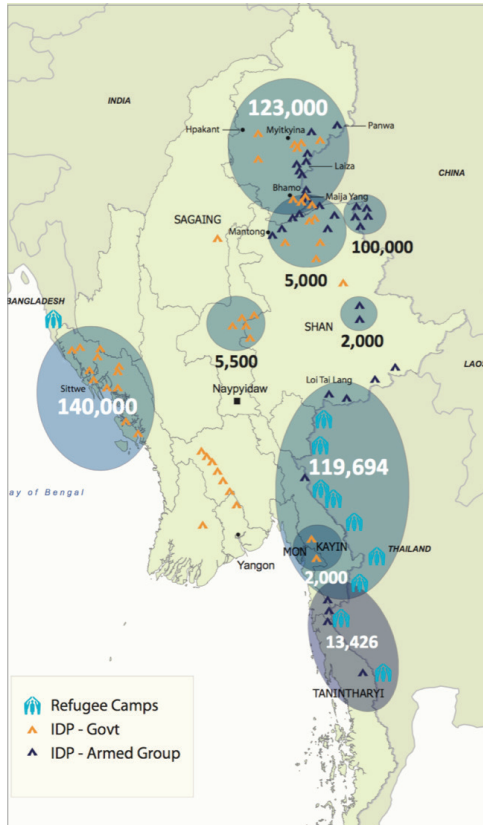 INDIA
123,000
Hpakant
Myitkyina
Panwa
Laiza
CHINA
Bhamo
Maija Yang
SAGAING
Mantong
100,000
5,000
BANGLADESH
SHAN
2,000
5,500
Loi Tai Lang
LAO
Sittwe
Naypyidaw
140,000
119,694
ay of Bengal
MON
KAYIN
THAILAND
Yangon
2,000
13,426
TANINTHARYI
Refugee Camps
IDP - Govt
IDP - Armed Group